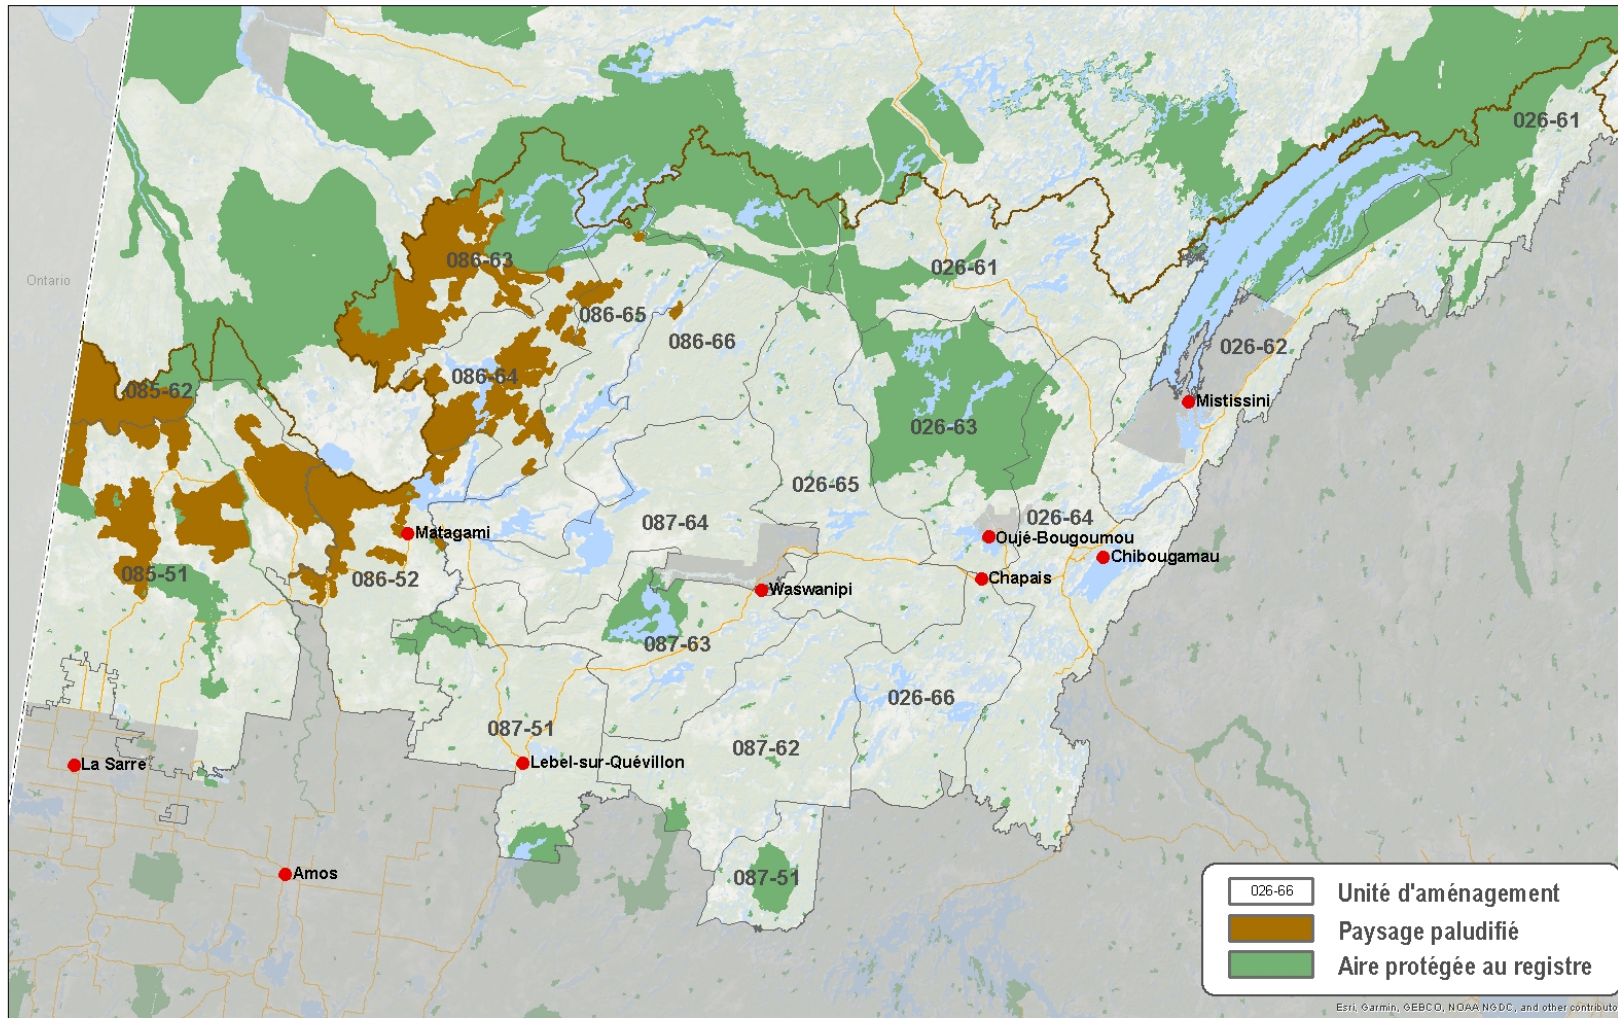 026-61
086-63
026-61
Ontario
086-65
086-66
026-62
086-64
085-62
Mistissini
026-63
026-65
087-64
026-64
Matagami
Oujé-Bougoumou
Chibougamau
085-51
086-52
Chapais
Waswanipi
087-63
026-66
087-51
087-62
La Sarre
Lebel-sur-Quévillon
Amos
087-51
026-66 Unité d'aménagement
Paysage paludifié
Aire protégée au registre
Esri, Garmin, GEBCO, NOAA NGDC, and other contributo